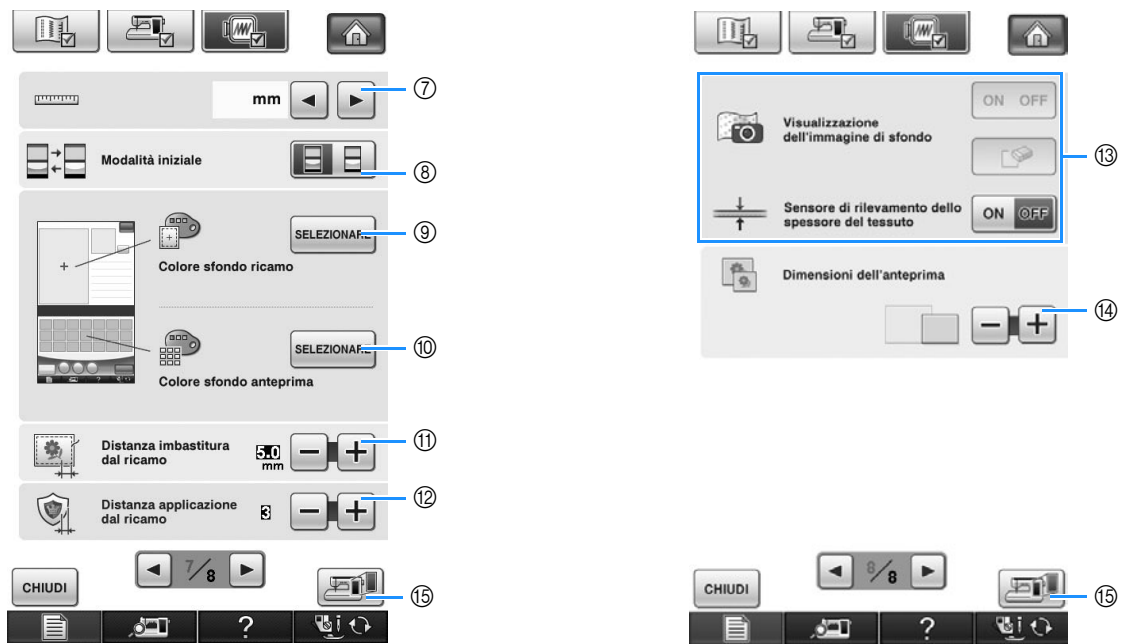 mm
⑦
Modalità iniziale
⑧
SELEZIONARE
⑨
Colore sfondo ricamo
SELEZIONARE
⑩
Colore sfondo anteprima
Distanza imbastitura
dal ricamo
5.0
mm
⑪
Distanza applicazione
dal ricamo
3
⑫
CHIUDI
7/8
⑮
?
Visualizzazione
dell'immagine di sfondo
ON OFF
⑬
Sensore di rilevamento dello
spessore del tessuto
ON OFF
Dimensioni dell'anteprima
⑭
CHIUDI
8/8
⑮
?